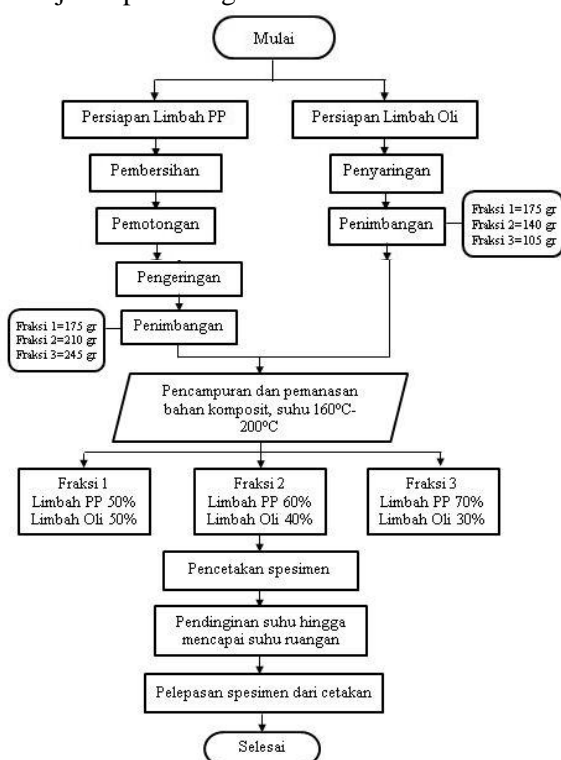 Mulai
Persiapan Limbah PP
Persiapan Limbah Oli
Pembersihan
Penyaringan
Pemotongan
Penimbangan
Fraksi 1=175 gr
Fraksi 2=140 gr
Fraksi 3=105 gr
Pengeringan
Fraksi 1=175 gr
Fraksi 2=210 gr
Fraksi 3=245 gr
Penimbangan
Pencampuran dan pemanasan
bahan komposit, suhu 160°C-
200°C
Fraksi 1
Limbah PP 50%
Limbah Oli 50%
Fraksi 2
Limbah PP 60%
Limbah Oli 40%
Fraksi 3
Limbah PP 70%
Limbah Oli 30%
Pencetakan spesimen
Pendinginan suhu hingga
mencapai suhu ruangan
Pelepasan spesimen dari cetakan
Selesai